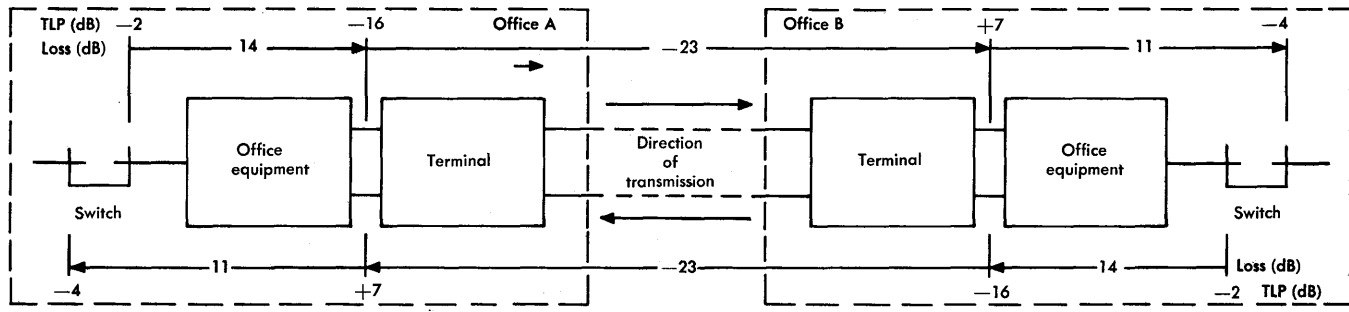 TLP (dB) —2 —16 Office A Office B +7 —4
Loss (dB) 14 —23 11
Office equipment
Terminal
Direction of transmission
Terminal
Office equipment
Switch
Switch
11 —23 14 Loss (dB)
—4 +7 —16 —2 TLP (dB)